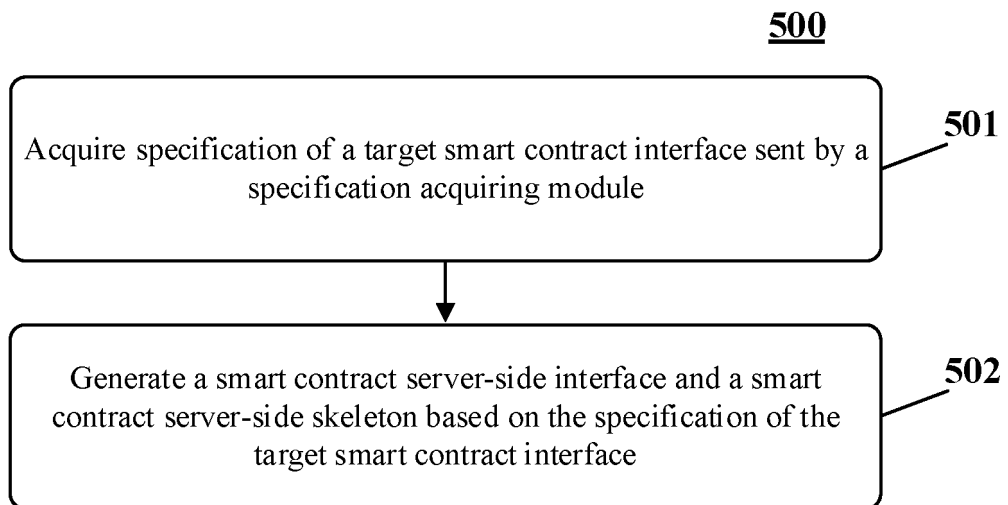 500
Acquire specification of a target smart contract interface sent by a
specification acquiring module
501
Generate a smart contract server-side interface and a smart
contract server-side skeleton based on the specification of the
target smart contract interface
502